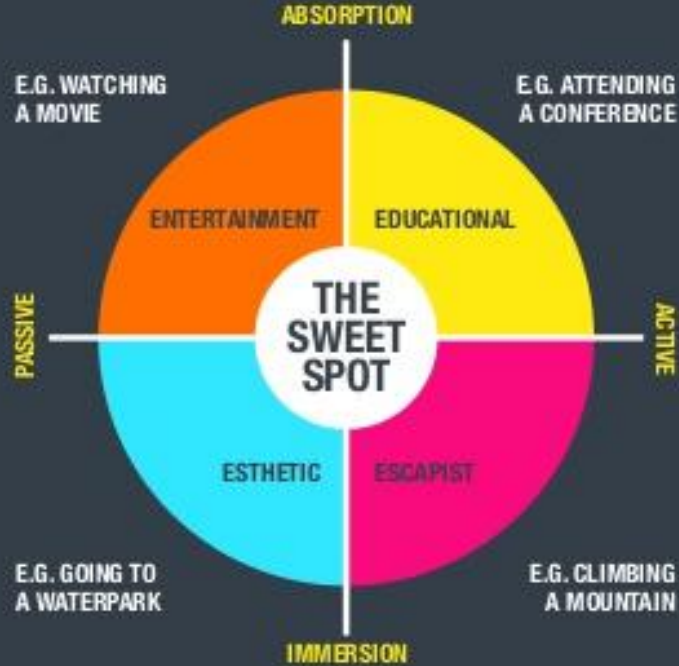 ABSORPTION
E.G. WATCHING
A MOVIE
E.G. ATTENDING
A CONFERENCE
ENTERTAINMENT
EDUCATIONAL
PASSIVE
THE
SWEET
SPOT
ACTIVE
ESTHETIC
ESCAPIST
E.G. GOING TO
A WATERPARK
E.G. CLIMBING
A MOUNTAIN
IMMERSION